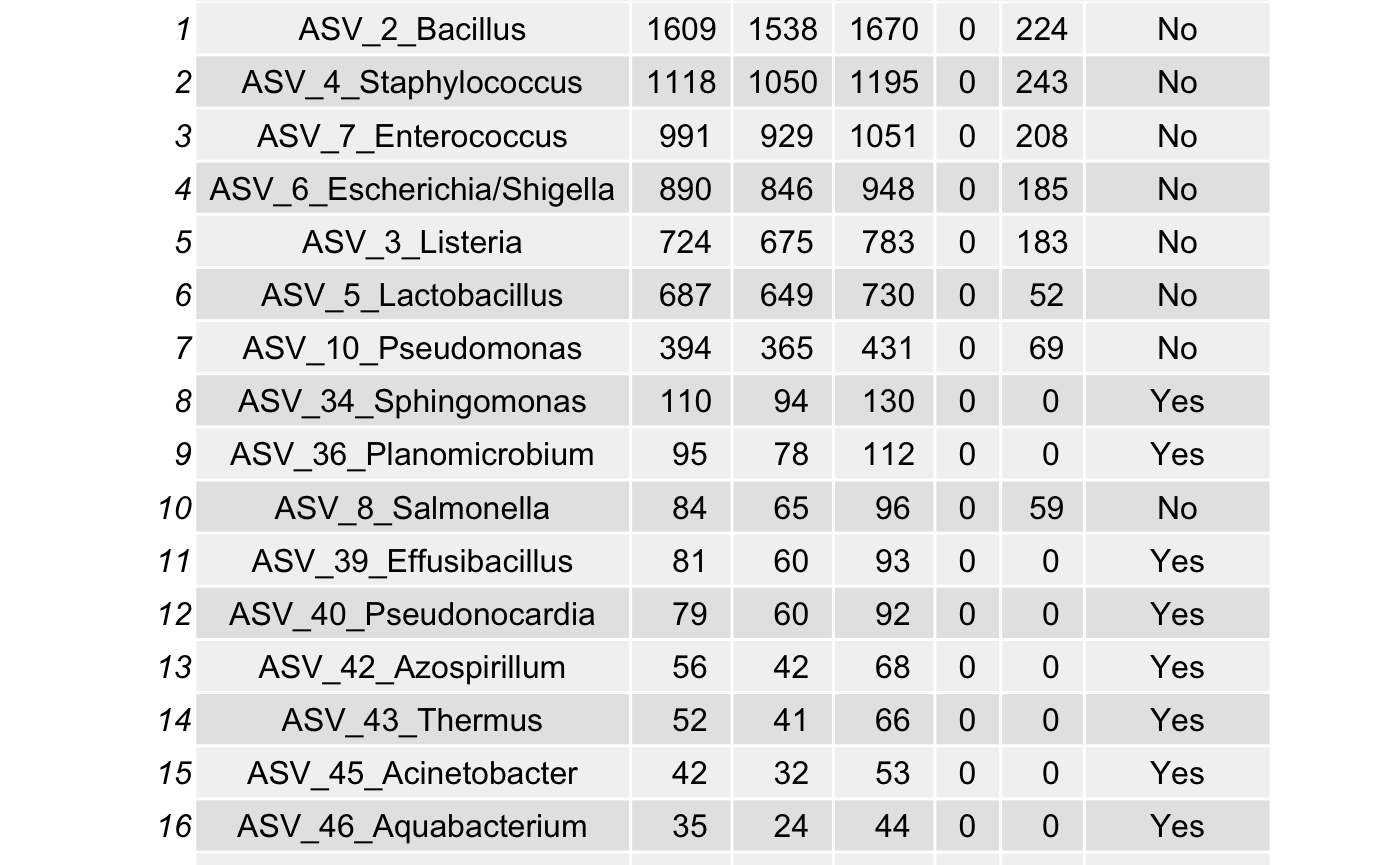 1 ASV_2_Bacillus 1609 1538 1670 0 224 No
2 ASV_4_Staphylococcus 1118 1050 1195 0 243 No
3 ASV_7_Enterococcus 991 929 1051 0 208 No
4 ASV_6_Escherichia/Shigella 890 846 948 0 185 No
5 ASV_3_Listeria 724 675 783 0 183 No
6 ASV_5_Lactobacillus 687 649 730 0 52 No
7 ASV_10_Pseudomonas 394 365 431 0 69 No
8 ASV_34_Sphingomonas 110 94 130 0 0 Yes
9 ASV_36_Planomicrobium 95 78 112 0 0 Yes
10 ASV_8_Salmonella 84 65 96 0 59 No
11 ASV_39_Effusibacillus 81 60 93 0 0 Yes
12 ASV_40_Pseudonocardia 79 60 92 0 0 Yes
13 ASV_42_Azospirillum 56 42 68 0 0 Yes
14 ASV_43_Thermus 52 41 66 0 0 Yes
15 ASV_45_Acinetobacter 42 32 53 0 0 Yes
16 ASV_46_Aquabacterium 35 24 44 0 0 Yes